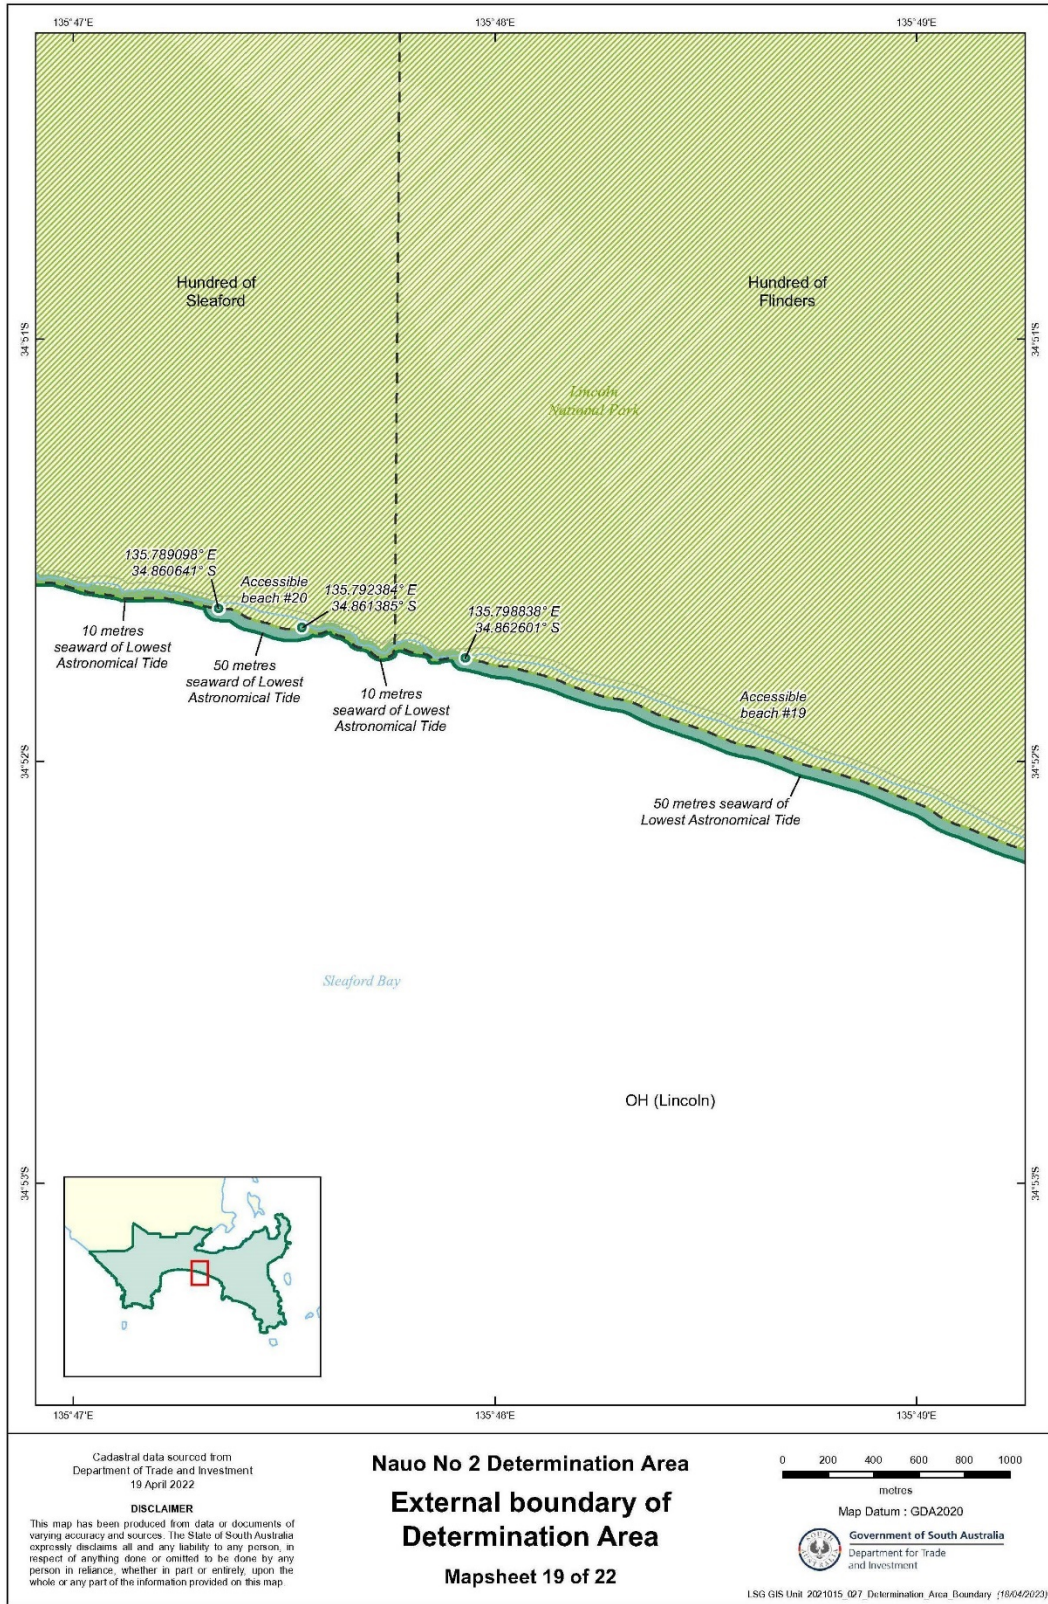 135°47'E
135°48'E
135°49'E
Hundred of
Sleaford
Hundred of
Flinders
34°51'S
34°51'S
Lincoln
National Park
135.789098° E
34.860641° S
Accessible
beach #20
135.792384° E
34.861385° S
135.798838° E
34.862601° S
10 metres
seaward of Lowest
Astronomical Tide
50 metres
seaward of Lowest
Astronomical Tide
10 metres
seaward of Lowest
Astronomical Tide
Accessible
beach #19
34°52'S
34°52'S
50 metres seaward of
Lowest Astronomical Tide
Sleaford Bay
OH (Lincoln)
34°53'S
34°53'S
135°47'E
135°48'E
135°49'E
Cadastral data sourced from
Department of Trade and Investment
19 April 2022
DISCLAIMER
This map has been produced from data or documents of
varying accuracy and sources. The State of South Australia
expressly disclaims all and any liability to any person, in
respect of anything done or omitted to be done by any
person in reliance, whether in part or entirely, upon the
whole or any part of the information provided on this map
Nauo No 2 Determination Area
External boundary of
Determination Area
Mapsheet 19 of 22
0 200 400 600 800 1000
metres
Map Datum : GDA2020
SOUTH
AUSTRALIA
Government of South Australia
Department for Trade
and Investment
LSG GIS Unit 2021015_027_Determination_Area_Boundary (18/04/2023)